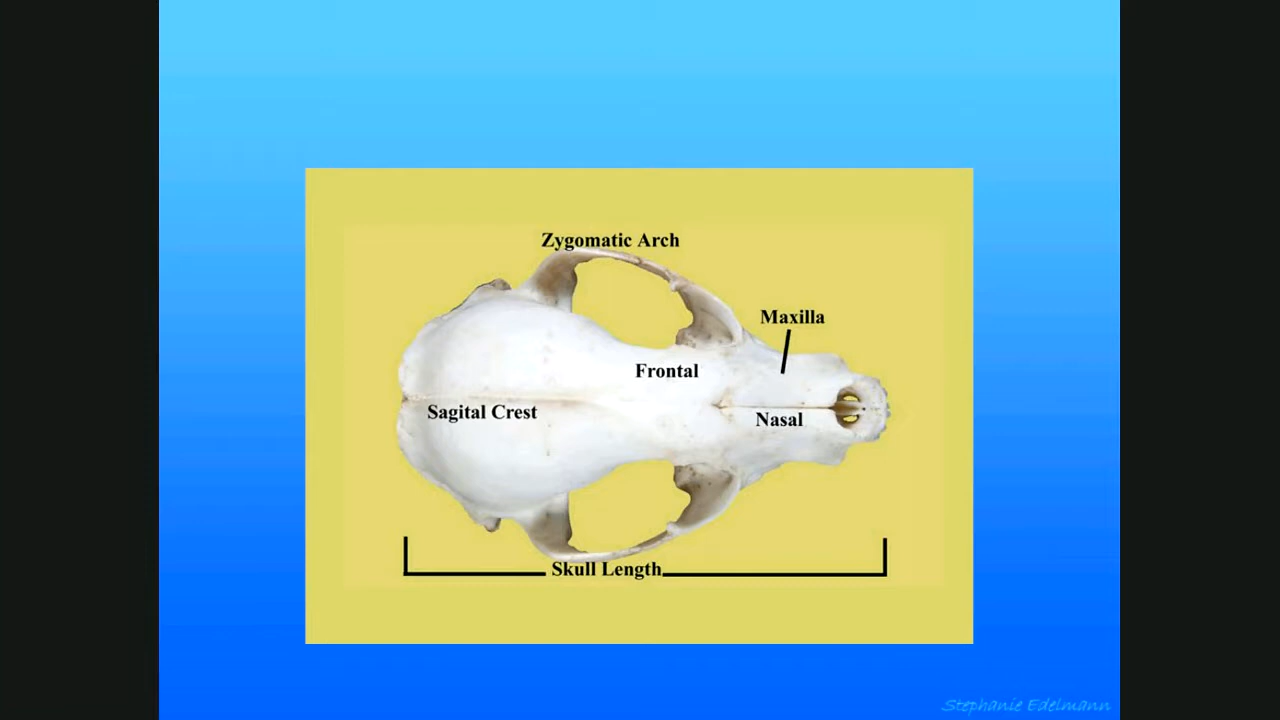 Zygomatic Arch
Maxilla
Frontal
Sagital Crest
Nasal
Skull Length
Stephanie Edelmann